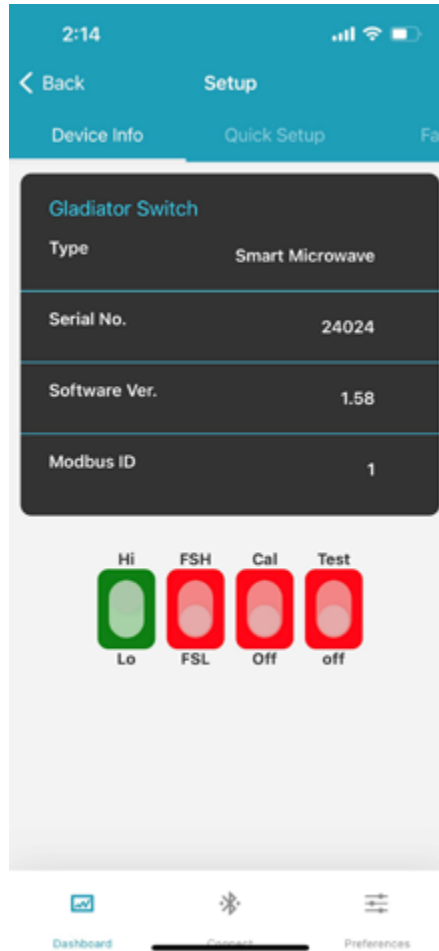 2:14
Back Setup
Device Info Quick Setup Fa
Gladiator Switch
Type Smart Microwave
Serial No. 24024
Software Ver. 1.58
Modbus ID 1
Hi FSH Cal Test
Lo FSL Off off
Dashboard Connect Preferences